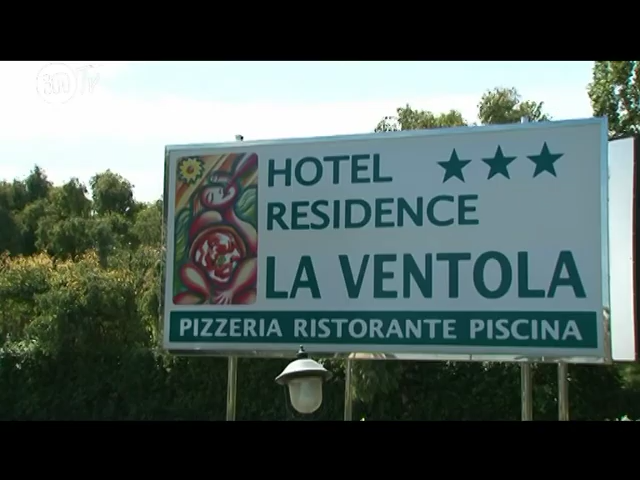 HOTEL ★★★
RESIDENCE
LA VENTOLA
PIZZERIA RISTORANTE PISCINA